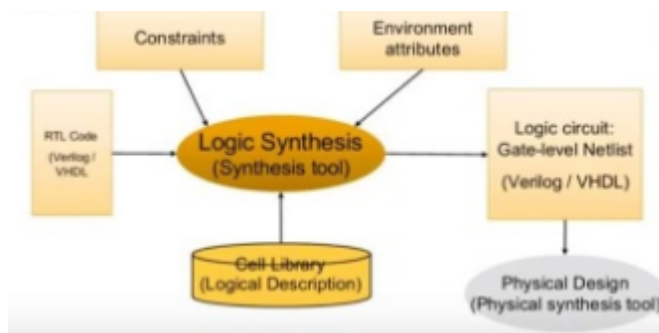 Constraints
Environment
attributes
RTL Code
(Verilog /
VHDL
Logic Synthesis
(Synthesis tool)
Logic circuit:
Gate-level Netlist
(Verilog / VHDL)
Cell Library
(Logical Description)
Physical Design
(Physical synthesis tool)